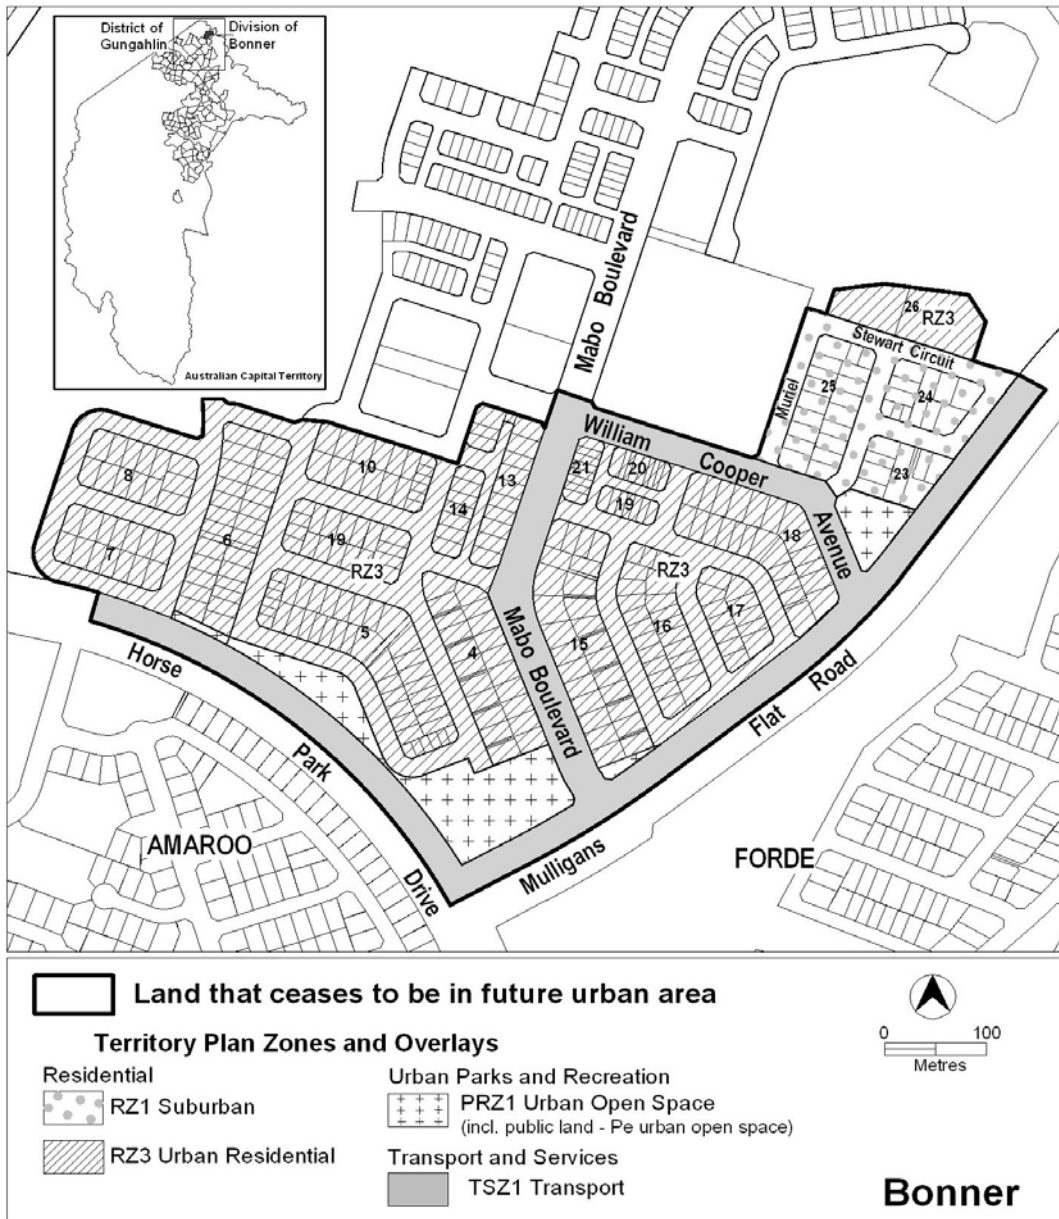 District of
Gungahlin
Division of
Bonner
Australian Capital Territory
Mabo Boulevard
26
RZ3
Stewart Circuit
Muriel
25
24
23
William
Cooper
Avenue
8
7
6
10
19
RZ3
5
14
13
4
21
20
19
18
RZ3
17
16
15
Mabo Boulevard
Horse
Park
Drive
Mulligans
Flat
Road
AMAROO
FORDE
Land that ceases to be in future urban area
Territory Plan Zones and Overlays
Residential
RZ1 Suburban
RZ3 Urban Residential
Urban Parks and Recreation
PRZ1 Urban Open Space
(incl. public land - Pe urban open space)
Transport and Services
TSZ1 Transport
0 100
Metres
Bonner